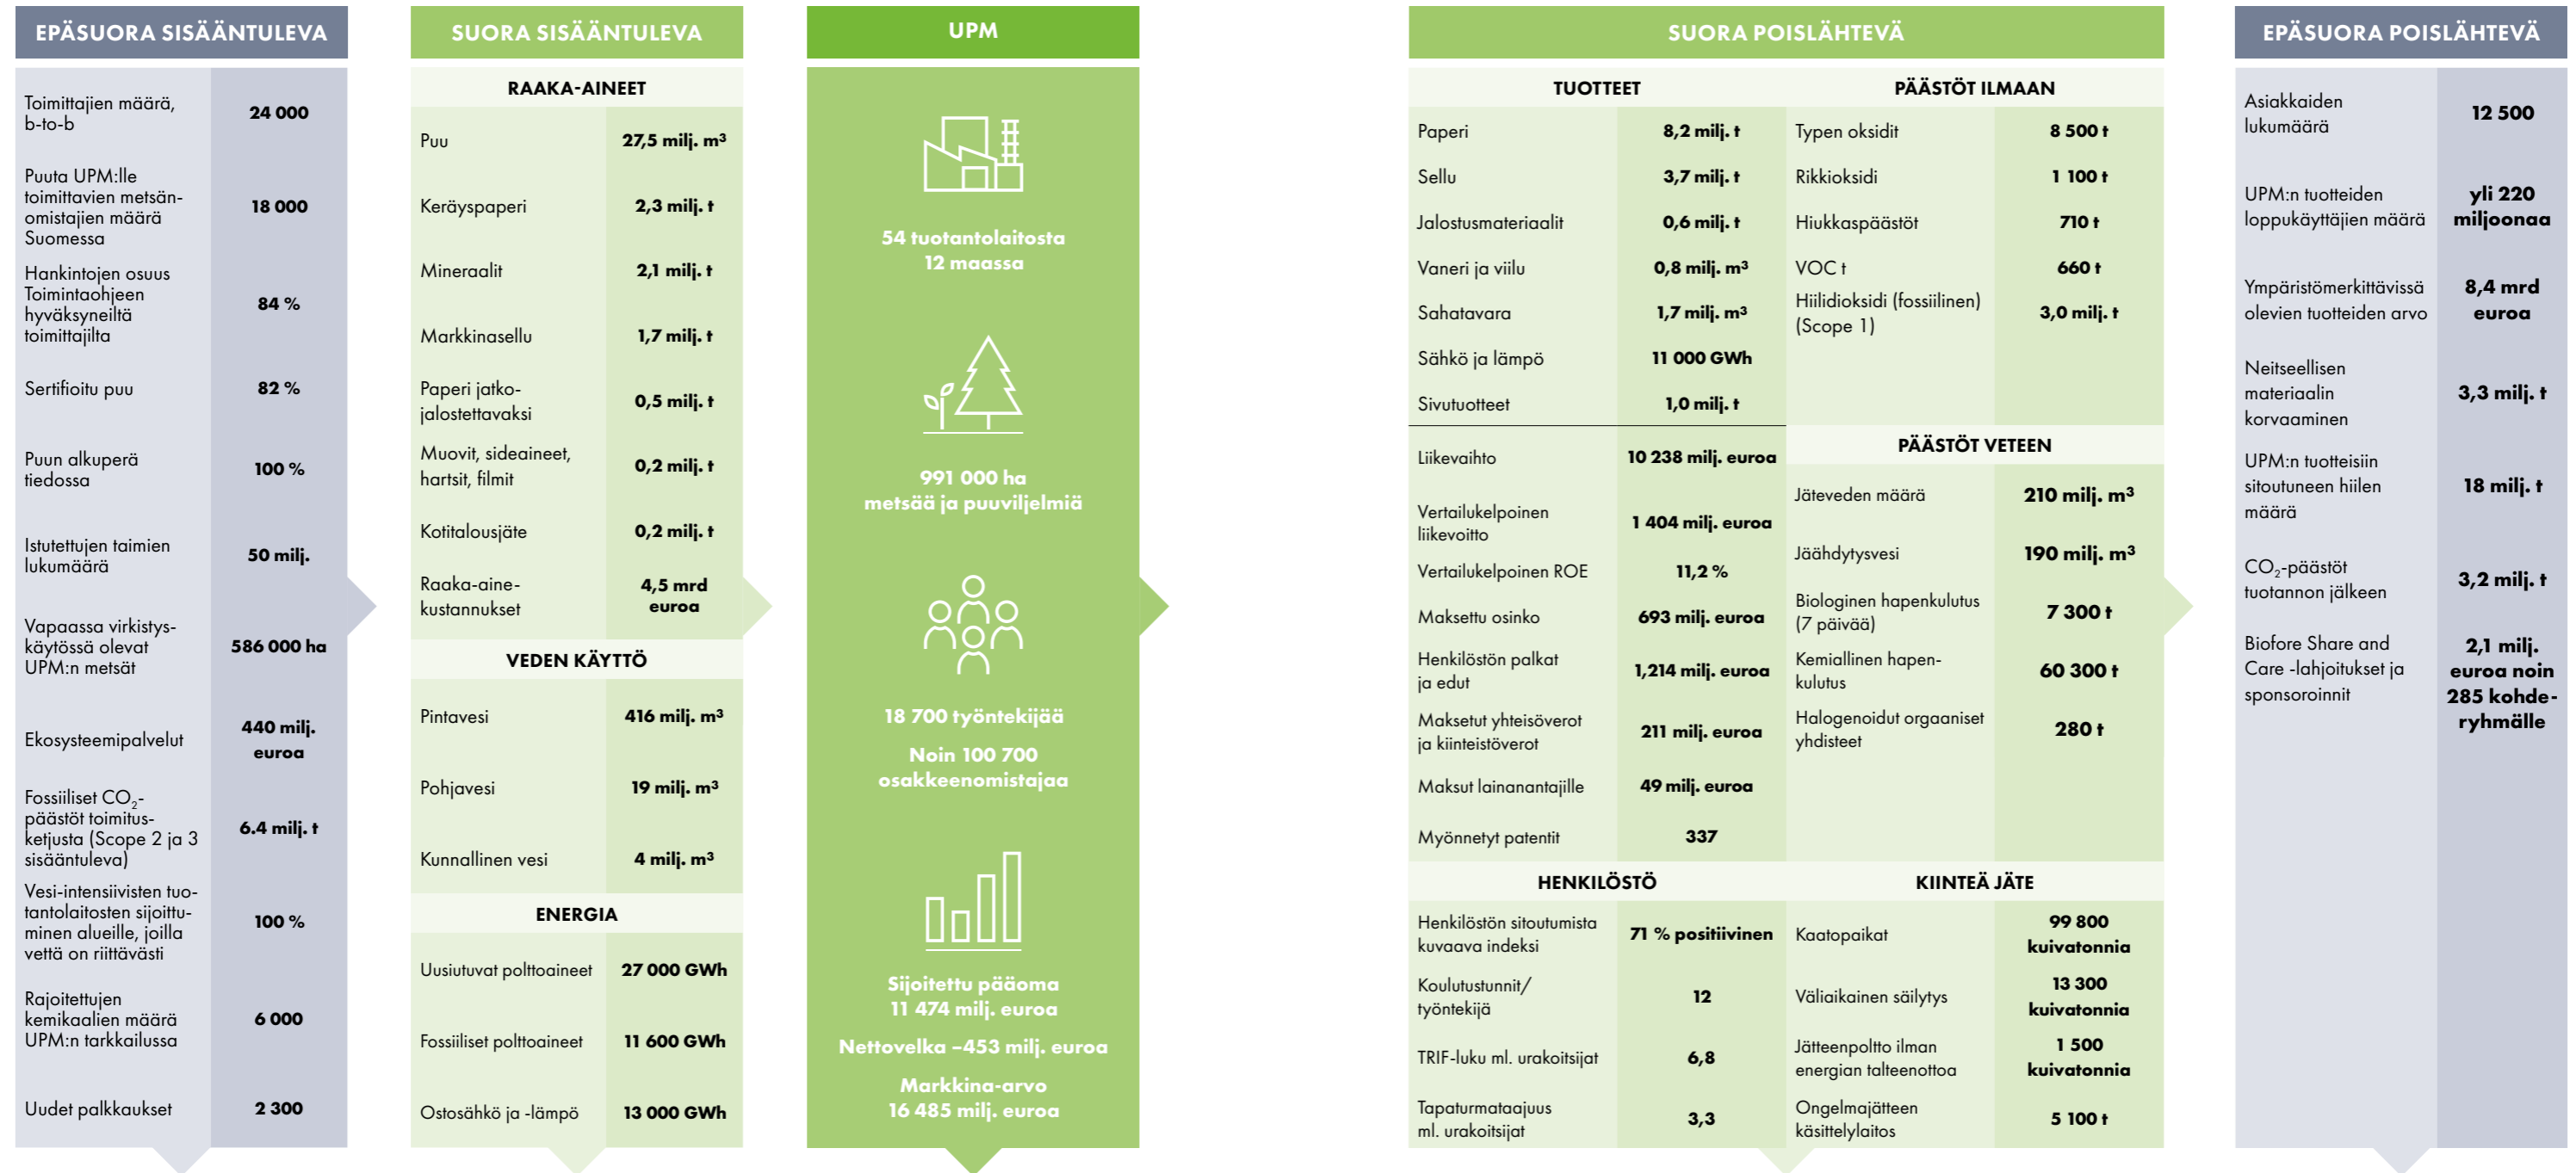 EPÄSUORA SISÄÄNTULEVA
Toimittajien määrä,
b-to-b
24 000
Puuta UPM:lle
toimittavien metsän-
omistajien määrä
Suomessa
18 000
Hankintojen osuus
Toimintaohjeen
hyväksyneiltä
toimittajilta
84 %
Sertifioitu puu
82 %
Puun alkuperä
tiedossa
100 %
Istutettujen taimien
lukumäärä
50 milj.
Vapaassa virkistys-
käytössä olevat
UPM:n metsät
586 000 ha
Ekosysteemipalvelut
440 milj.
euroa
Fossiiliset CO₂-
päästöt toimitus-
ketjusta (Scope 2 ja 3
sisääntuleva)
6.4 milj. t
Vesi-intensiivisten tuo-
tantolaitosten sijoittu-
minen alueille, joilla
vettä on riittävästi
100 %
Rajoitettujen
kemikaalien määrä
UPM:n tarkkailussa
6 000
Uudet palkkaukset
2 300
SUORA SISÄÄNTULEVA
RAAKA-AINEET
Puu
27,5 milj. m³
Keräyspaperi
2,3 milj. t
Mineraalit
2,1 milj. t
Markkinasellu
1,7 milj. t
Paperi jatko-
jalostettavaksi
0,5 milj. t
Muovit, sideaineet,
hartsit, filmit
0,2 milj. t
Kotitalousjäte
0,2 milj. t
Raaka-aine-
kustannukset
4,5 mrd
euroa
VEDEN KÄYTTÖ
Pintavesi
416 milj. m³
Pohjavesi
19 milj. m³
Kunnallinen vesi
4 milj. m³
ENERGIA
Uusiutuvat polttoaineet
27 000 GWh
Fossiiliset polttoaineet
11 600 GWh
Ostosähkö ja -lämpö
13 000 GWh
UPM
54 tuotantolaitosta
12 maassa
991 000 ha
metsää ja puuviljelmiä
18 700 työntekijää
Noin 100 700
osakkeenomistajaa
Sijoitettu pääoma
11 474 milj. euroa
Nettovelka –453 milj. euroa
Markkina-arvo
16 485 milj. euroa
SUORA POISLÄHTEVÄ
TUOTTEET
Paperi
8,2 milj. t
Sellu
3,7 milj. t
Jalostusmateriaalit
0,6 milj. t
Vaneri ja viilu
0,8 milj. m³
Sahatavara
1,7 milj. m³
Sähkö ja lämpö
11 000 GWh
Sivutuotteet
1,0 milj. t
Liikevaihto
10 238 milj. euroa
Vertailukelpoinen
liikevoitto
1 404 milj. euroa
Vertailukelpoinen ROE
11,2 %
Maksettu osinko
693 milj. euroa
Henkilöstön palkat
ja edut
1,214 milj. euroa
Maksetut yhteisöverot
ja kiinteistöverot
211 milj. euroa
Maksut lainanantajille
49 milj. euroa
Myönnetyt patentit
337
HENKILÖSTÖ
Henkilöstön sitoutumista
kuvaava indeksi
71 % positiivinen
Koulutustunnit/
työntekijä
12
TRIF-luku ml. urakoitsijat
6,8
Tapaturmataajuus
ml. urakoitsijat
3,3
PÄÄSTÖT ILMAAN
Typen oksidit
8 500 t
Rikkioksidi
1 100 t
Hiukkaspäästöt
710 t
VOC t
660 t
Hiilidioksidi (fossiilinen)
(Scope 1)
3,0 milj. t
PÄÄSTÖT VETEEN
Jäteveden määrä
210 milj. m³
Jäähdytysvesi
190 milj. m³
Biologinen hapenkulutus
(7 päivää)
7 300 t
Kemiallinen hapen-
kulutus
60 300 t
Halogenoidut orgaaniset
yhdisteet
280 t
KIINTEÄ JÄTE
Kaatopaikat
99 800
kuivatonnia
Väliaikainen säilytys
13 300
kuivatonnia
Jätteenpoltto ilman
energian talteenottoa
1 500
kuivatonnia
Ongelmajätteen
käsittelylaitos
5 100 t
EPÄSUORA POISLÄHTEVÄ
Asiakkaiden
lukumäärä
12 500
UPM:n tuotteiden
loppukäyttäjien määrä
yli 220
miljoonaa
Ympäristömerkittävissä
olevien tuotteiden arvo
8,4 mrd
euroa
Neitseellisen
materiaalin
korvaaminen
3,3 milj. t
UPM:n tuotteisiin
sitoutuneen hiilen
määrä
18 milj. t
CO₂-päästöt
tuotannon jälkeen
3,2 milj. t
Biofore Share and
Care -lahjoitukset ja
sponsoroinnit
2,1 milj.
euroa noin
285 kohde-
ryhmälle